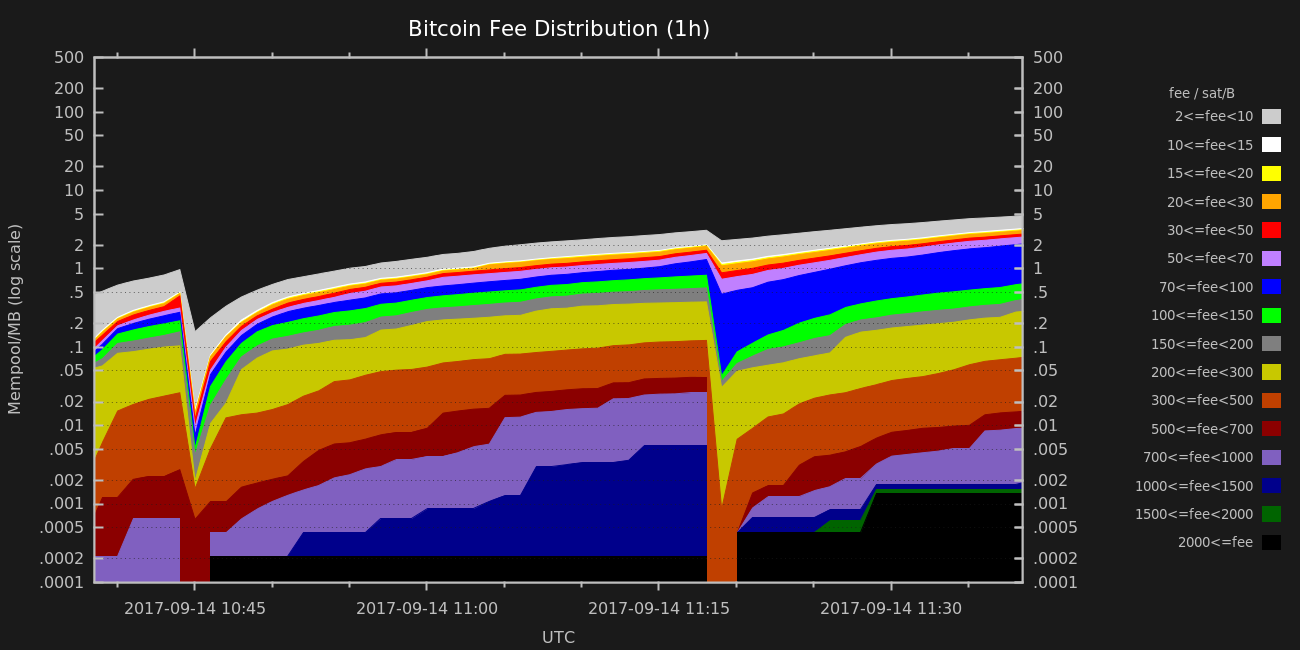 Bitcoin Fee Distribution (1h)
Mempool/MB (log scale)
500
200
100
50
20
10
5
2
1
.5
.2
.1
.05
.02
.01
.005
.002
.001
.0005
.0002
.0001
500
200
100
50
20
10
5
2
1
.5
.2
.1
.05
.02
.01
.005
.002
.001
.0005
.0002
.0001
2017-09-14 10:45
2017-09-14 11:00
2017-09-14 11:15
2017-09-14 11:30
UTC
fee / sat/B
2<=fee<10
10<=fee<15
15<=fee<20
20<=fee<30
30<=fee<50
50<=fee<70
70<=fee<100
100<=fee<150
150<=fee<200
200<=fee<300
300<=fee<500
500<=fee<700
700<=fee<1000
1000<=fee<1500
1500<=fee<2000
2000<=fee